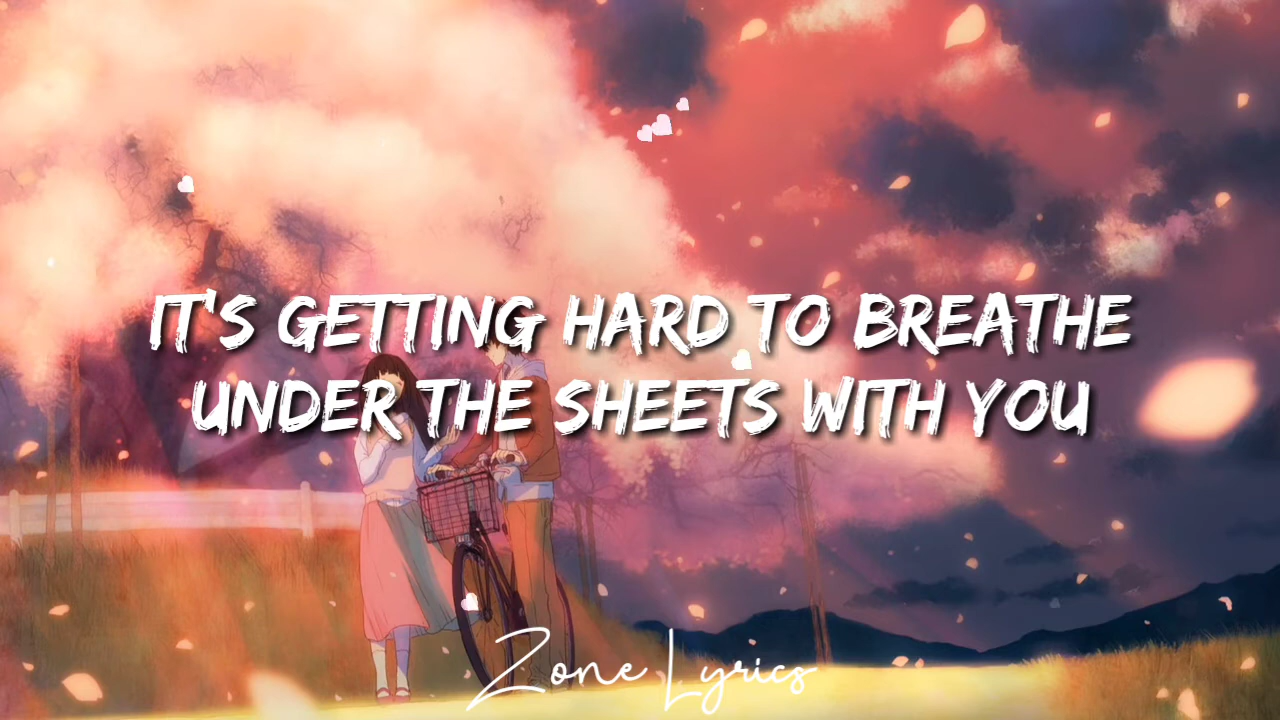 IT'S GETTING HARD TO BREATHE
UNDER THE SHEETS WITH YOU
Zone Lyrics